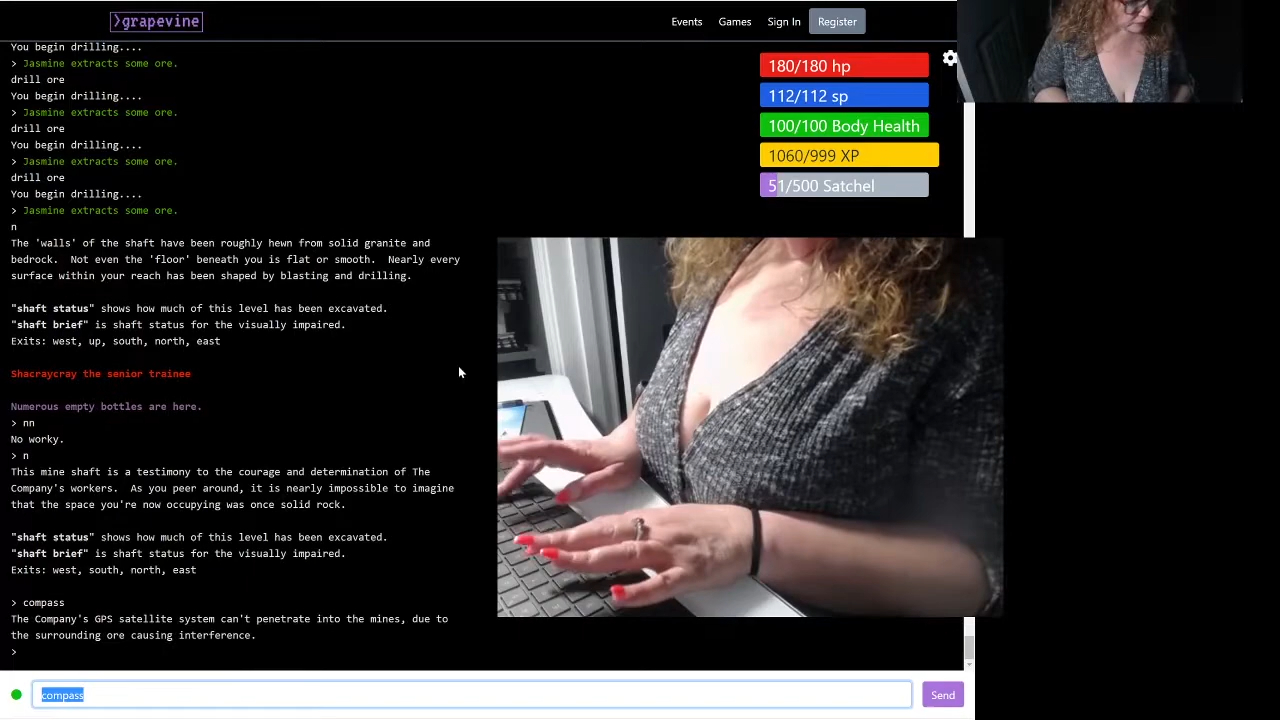 >grapevine
Events
Games
Sign In
Register
You begin drilling....
> Jasmine extracts some ore.
drill ore
You begin drilling....
> Jasmine extracts some ore.
drill ore
You begin drilling....
> Jasmine extracts some ore.
drill ore
You begin drilling....
> Jasmine extracts some ore.
n
The 'walls' of the shaft have been roughly hewn from solid granite and
bedrock. Not even the 'floor' beneath you is flat or smooth. Nearly every
surface within your reach has been shaped by blasting and drilling.
"shaft status" shows how much of this level has been excavated.
"shaft brief" is shaft status for the visually impaired.
Exits: west, up, south, north, east
Shacraycray the senior trainee
Numerous empty bottles are here.
> nn
No worky.
> n
This mine shaft is a testimony to the courage and determination of The
Company's workers. As you peer around, it is nearly impossible to imagine
that the space you're now occupying was once solid rock.
"shaft status" shows how much of this level has been excavated.
"shaft brief" is shaft status for the visually impaired.
Exits: west, south, north, east
> compass
The Company's GPS satellite system can't penetrate into the mines, due to
the surrounding ore causing interference.
>
180/180 hp
112/112 sp
100/100 Body Health
1060/999 XP
51/500 Satchel
compass
Send